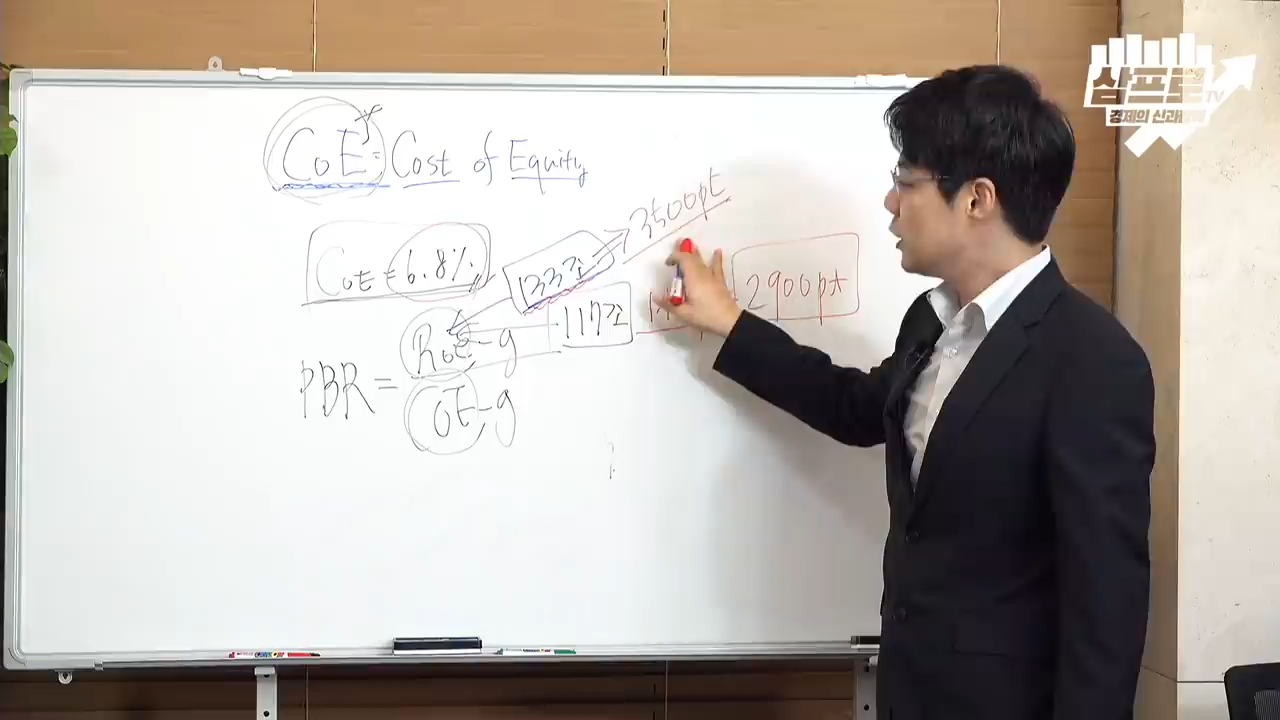 CoE = Cost of Equity
CoE = 6.8%
133조 → 3500pt
117조
2900pt
PBR = RoE-g
CoE-g
삼프로TV
경제의 신과함께